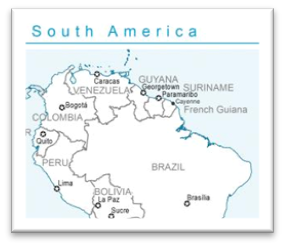 South America
Caracas
GUYANA
VENEZUELA
Georgetown
SURINAME
Paramaribo
Cayenne
Bogotá
French Guiana
COLOMBIA
R
Quito
PERU
BRAZIL
Lima
BOLIVIA
La Paz
Brasilia
Sucre